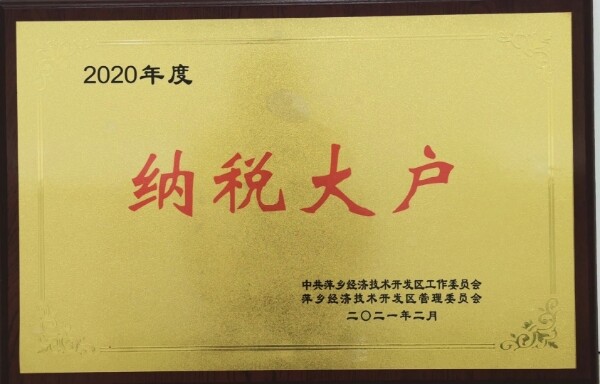 2020年度
纳税大户
中共萍乡经济技术开发区工作委员会
萍乡经济技术开发区管理委员会
二〇二一年二月